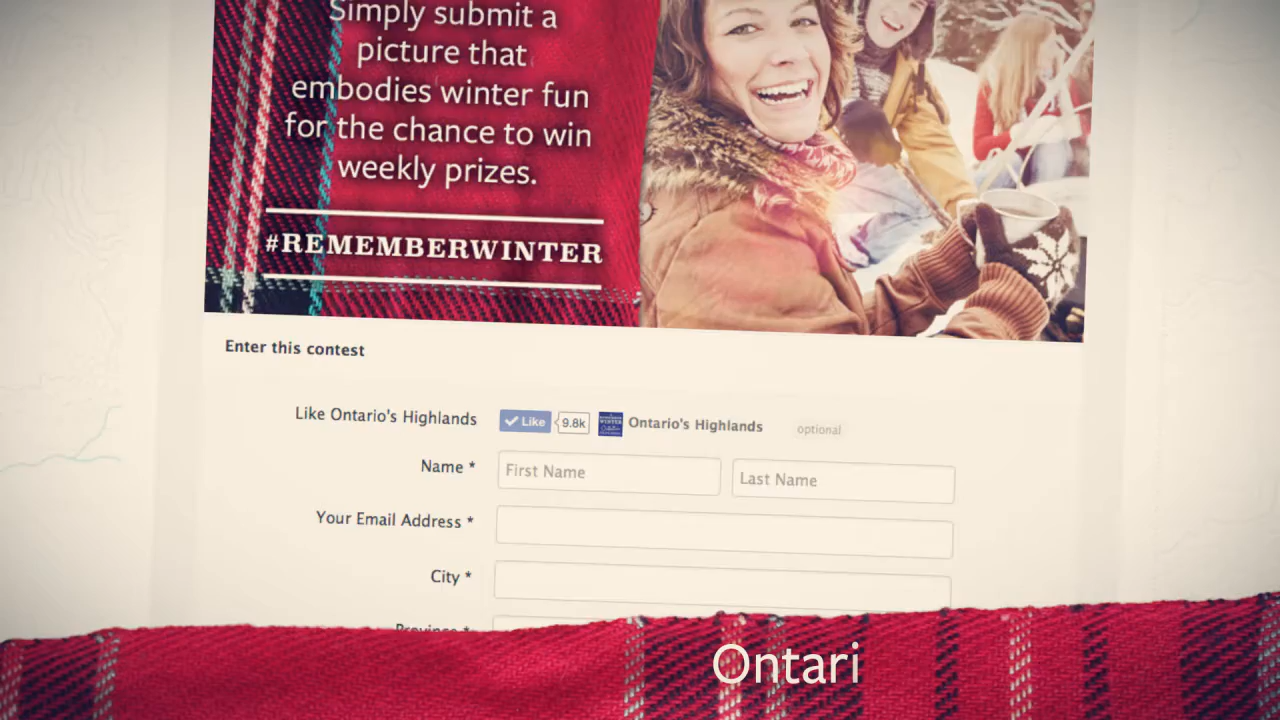 Simply submit a
picture that
embodies winter fun
for the chance to win
weekly prizes.
#REMEMBERWINTER
Enter this contest
Like Ontario's Highlands
Like
9.8k
Ontario's Highlands
optional
Name *
First Name
Last Name
Your Email Address *
City *
Province *
Ontari